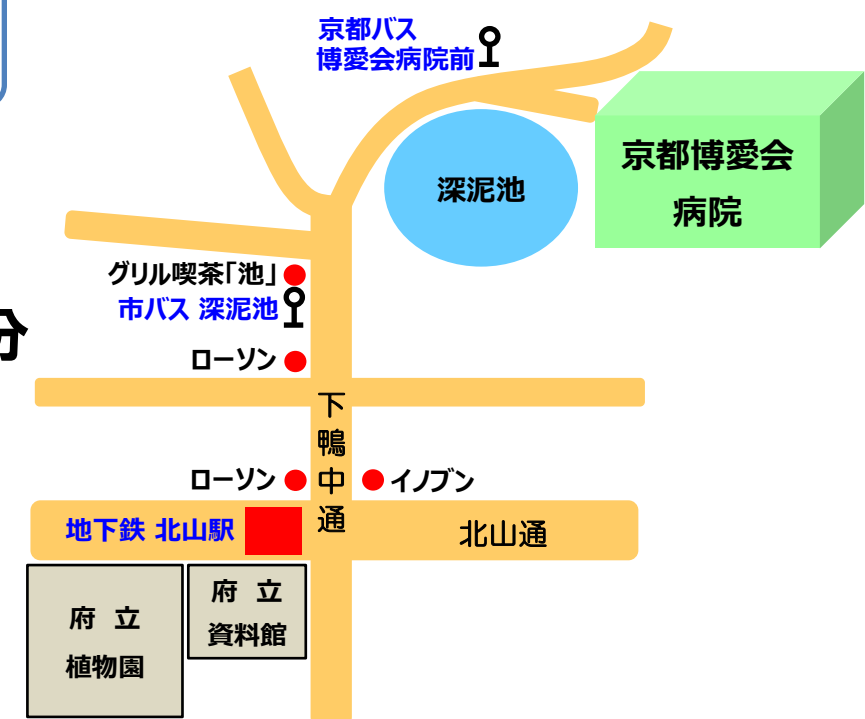 京都バス
博愛会病院前
京都博愛会
病院
深泥池
グリル喫茶「池」
市バス 深泥池
分
ローソン
下鴨中通
ローソン
イノブン
地下鉄 北山駅
北山通
府 立
植物園
府 立
資料館